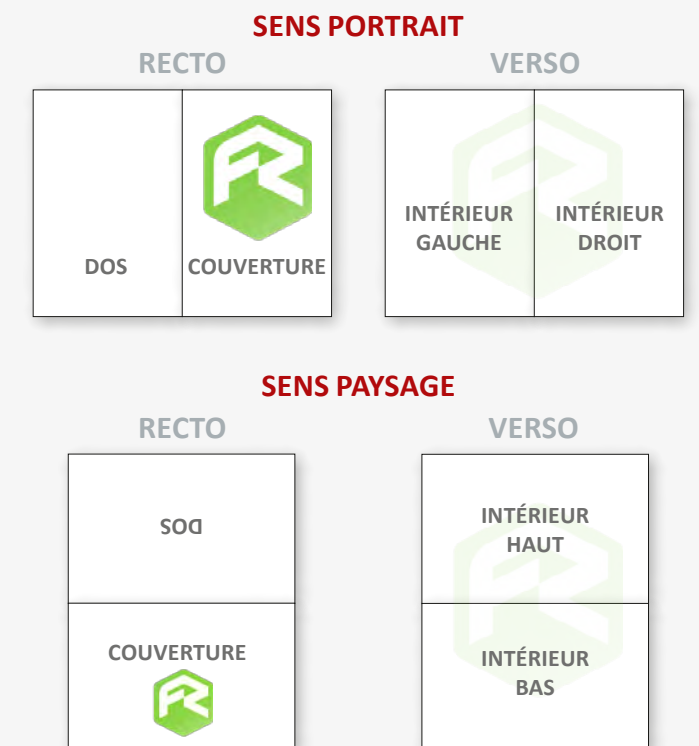 SENS PORTRAIT
RECTO
VERSO
DOS
COUVERTURE
INTÉRIEUR
GAUCHE
INTÉRIEUR
DROIT
SENS PAYSAGE
RECTO
VERSO
DOS
COUVERTURE
INTÉRIEUR
HAUT
INTÉRIEUR
BAS